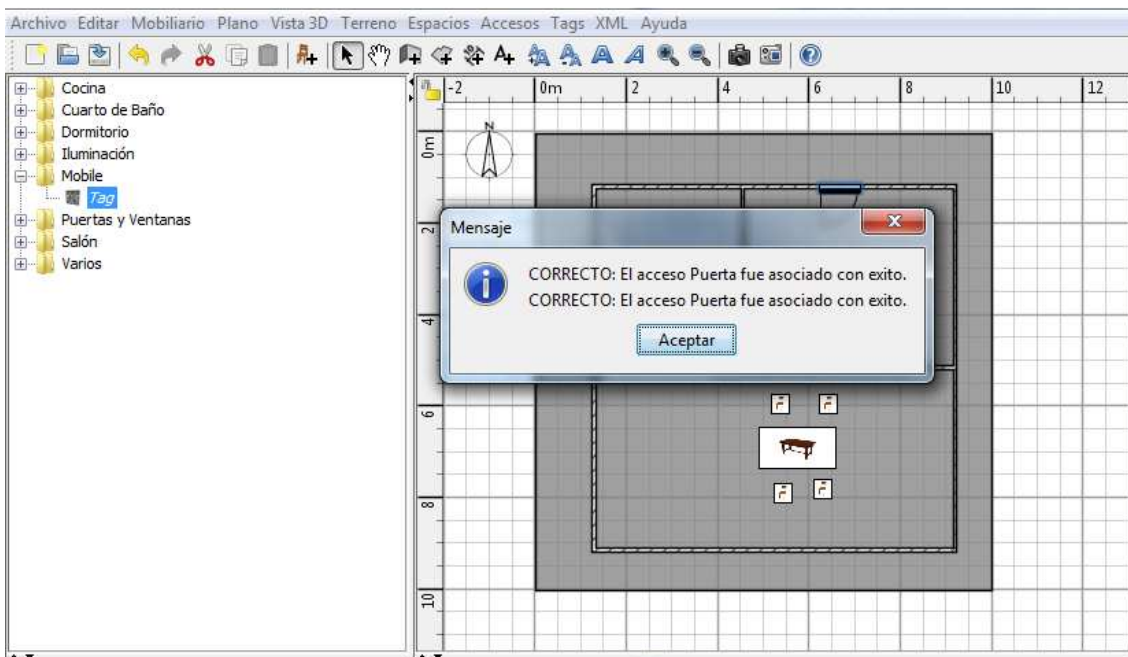 Archivo Editar Mobiliario Plano Vista 3D Terreno Espacios Accesos Tags XML Ayuda
-2 0m 2 4 6 8 10 12
Cocina
Cuarto de Baño
Dormitorio
Iluminación
Mobile
Tag
Puertas y Ventanas
Salón
Varios
N
0m
2
4
6
8
10
Mensaje
CORRECTO: El acceso Puerta fue asociado con exito.
CORRECTO: El acceso Puerta fue asociado con exito.
Aceptar